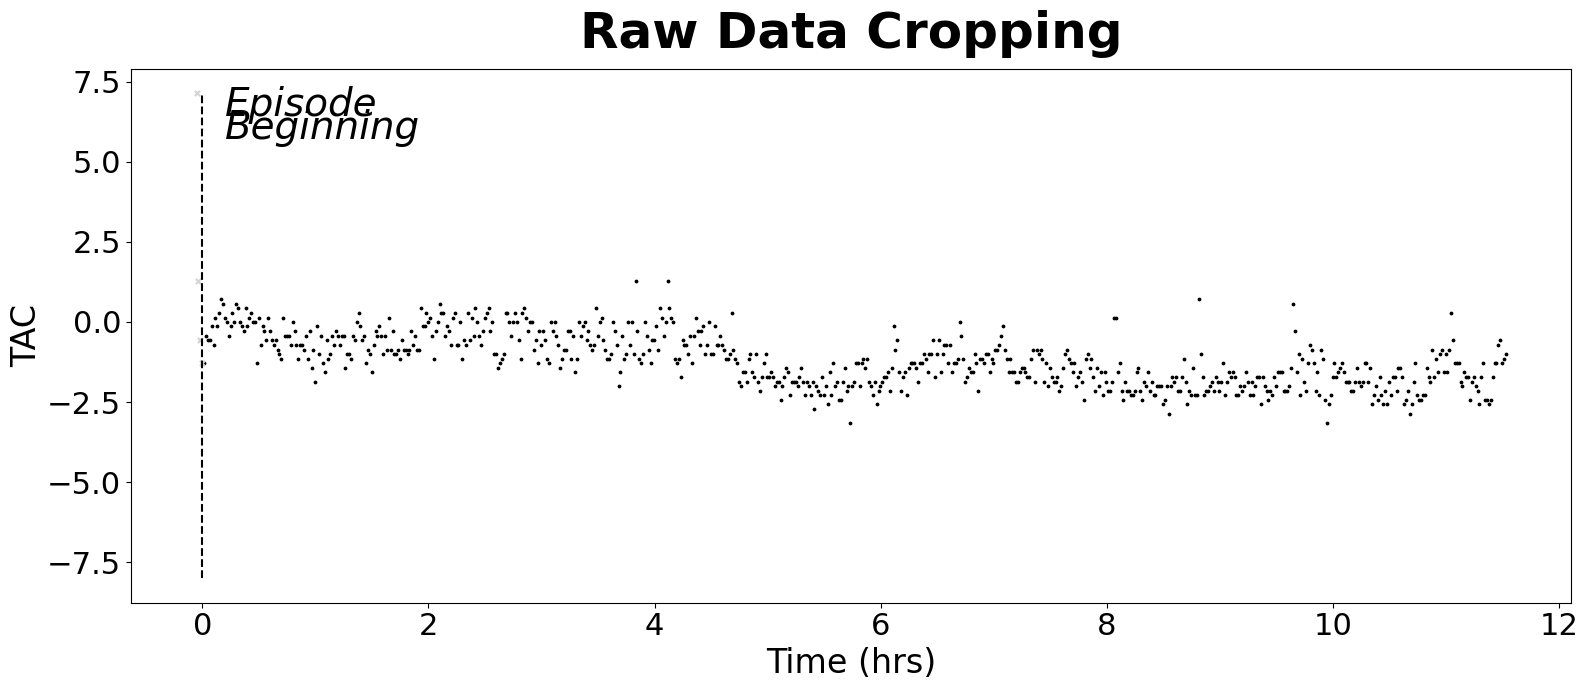 Raw Data Cropping
7.5
5.0
2.5
0.0
−2.5
−5.0
−7.5
TAC
Episode
Beginning
0 2 4 6 8 10 12
Time (hrs)